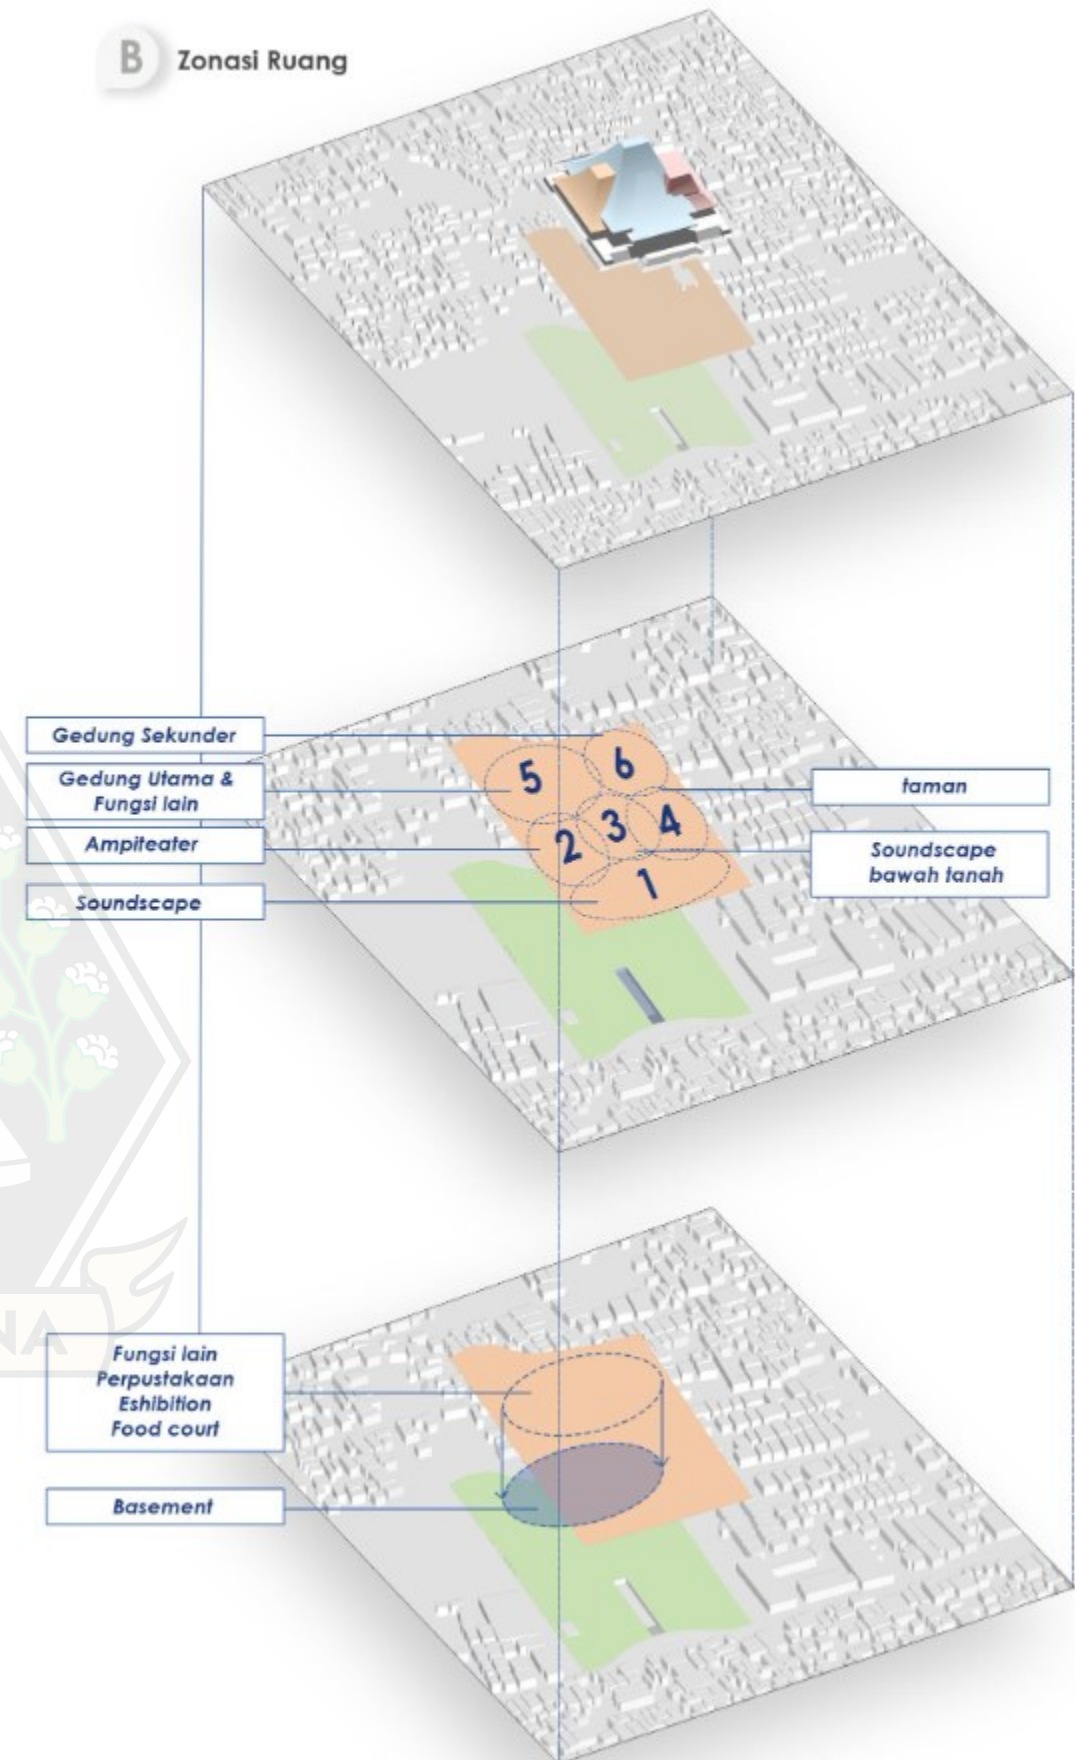 B Zonasi Ruang
Gedung Sekunder
Gedung Utama &
Fungsi lain
Ampiteater
Soundscape
5
6
2
3
4
1
taman
Soundscape
bawah tanah
NA
Fungsi lain
Perpustakaan
Eshibition
Food court
Basement